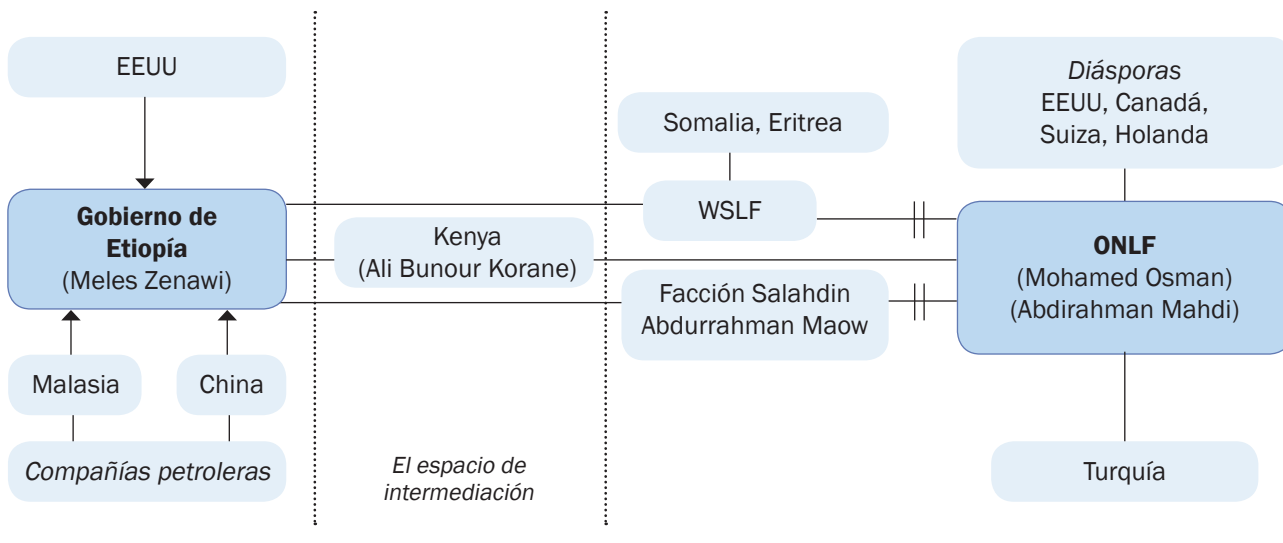 EEUU
Gobierno de
Etiopía
(Meles Zenawi)
Malasia
China
Compañías petroleras
Kenya
(Ali Bunour Korane)
El espacio de
intermediación
Somalia, Eritrea
WSLF
Facción Salahdin
Abdurrahman Maow
Diásporas
EEUU, Canadá,
Suiza, Holanda
ONLF
(Mohamed Osman)
(Abdirahman Mahdi)
Turquía